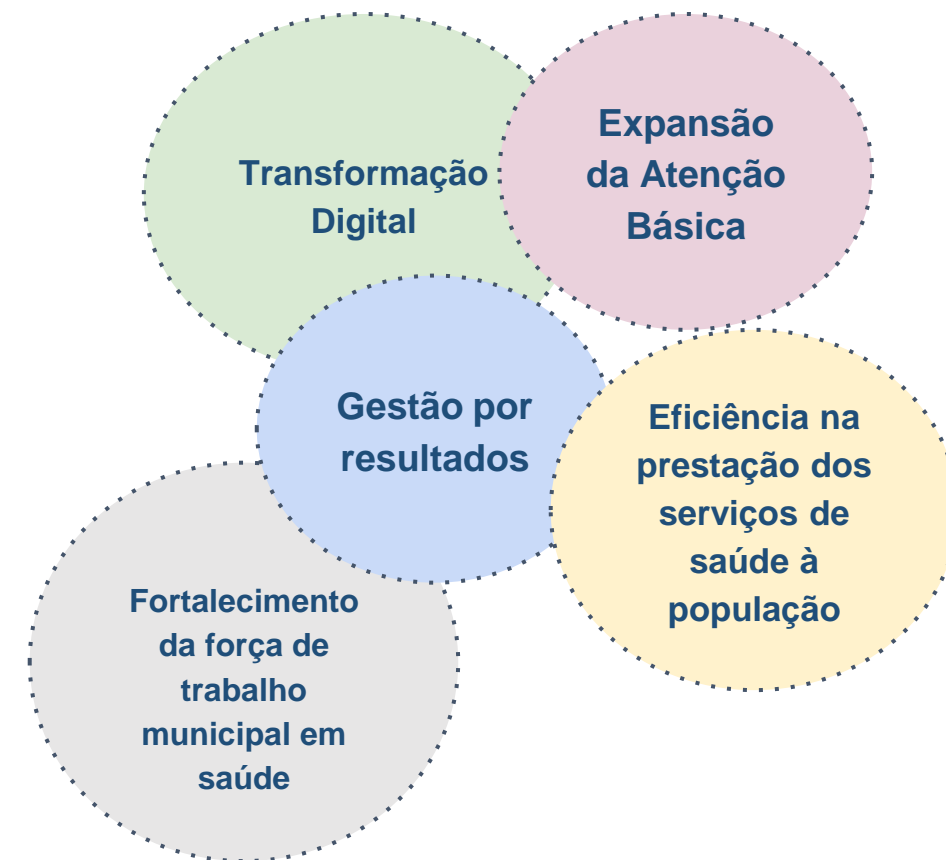 Transformação
Digital
Expansão
da Atenção
Básica
Gestão por
resultados
Eficiência na
prestação dos
serviços de
saúde à
população
Fortalecimento
da força de
trabalho
municipal em
saúde